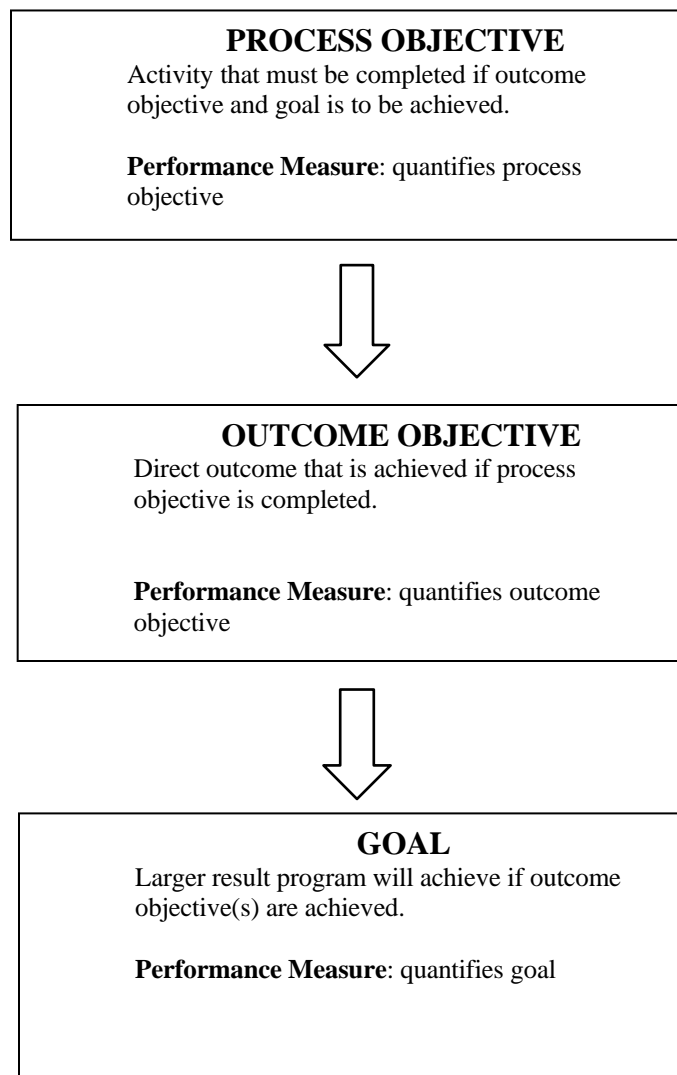 PROCESS OBJECTIVE
Activity that must be completed if outcome
objective and goal is to be achieved.
Performance Measure: quantifies process
objective
OUTCOME OBJECTIVE
Direct outcome that is achieved if process
objective is completed.
Performance Measure: quantifies outcome
objective
GOAL
Larger result program will achieve if outcome
objective(s) are achieved.
Performance Measure: quantifies goal